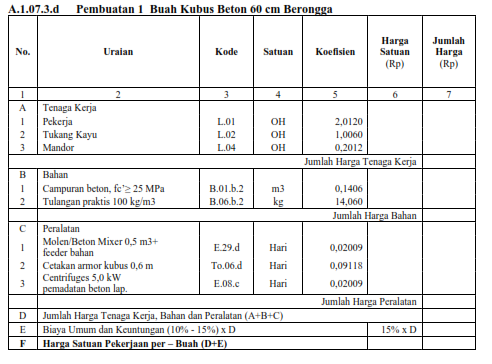 A.1.07.3.d Pembuatan 1 Buah Kubus Beton 60 cm Berongga
No. Uraian Kode Satuan Koefisien Harga Satuan (Rp) Jumlah Harga (Rp)
1 2 3 4 5 6 7
A Tenaga Kerja
1 Pekerja L.01 OH 2,0120
2 Tukang Kayu L.02 OH 1,0060
3 Mandor L.04 OH 0,2012
Jumlah Harga Tenaga Kerja
B Bahan
1 Campuran beton, fc'≥ 25 MPa B.01.b.2 m3 0,1406
2 Tulangan praktis 100 kg/m3 B.06.b.2 kg 14,060
Jumlah Harga Bahan
C Peralatan
1 Molen/Beton Mixer 0,5 m3+ feeder bahan E.29.d Hari 0,02009
2 Cetakan armor kubus 0,6 m To.06.d Hari 0,09118
3 Centrifuges 5,0 kW pemadatan beton lap. E.08.c Hari 0,02009
Jumlah Harga Peralatan
D Jumlah Harga Tenaga Kerja, Bahan dan Peralatan (A+B+C)
E Biaya Umum dan Keuntungan (10% - 15%) x D 15% x D
F Harga Satuan Pekerjaan per – Buah (D+E)